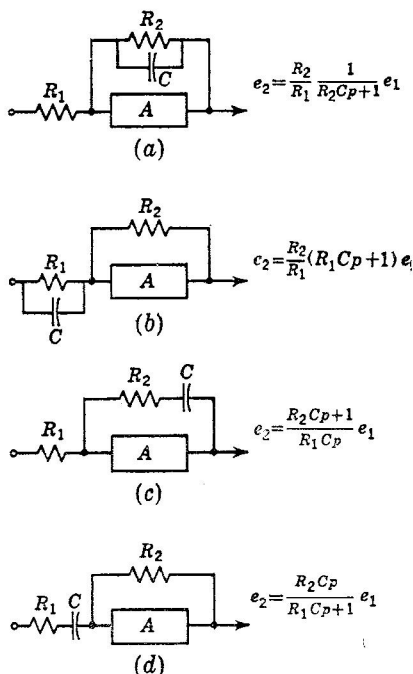 R₂
C
R₁
A
e₂=R₂/R₁ 1/(R₂Cp+1) e₁
(a)
R₂
R₁
A
C
c₂=R₂/R₁(R₁Cp+1)e₁
(b)
R₂ C
R₁
A
e₂=(R₂Cp+1)/(R₁Cp) e₁
(c)
R₂
R₁ C
A
e₂=(R₂Cp)/(R₁Cp+1) e₁
(d)